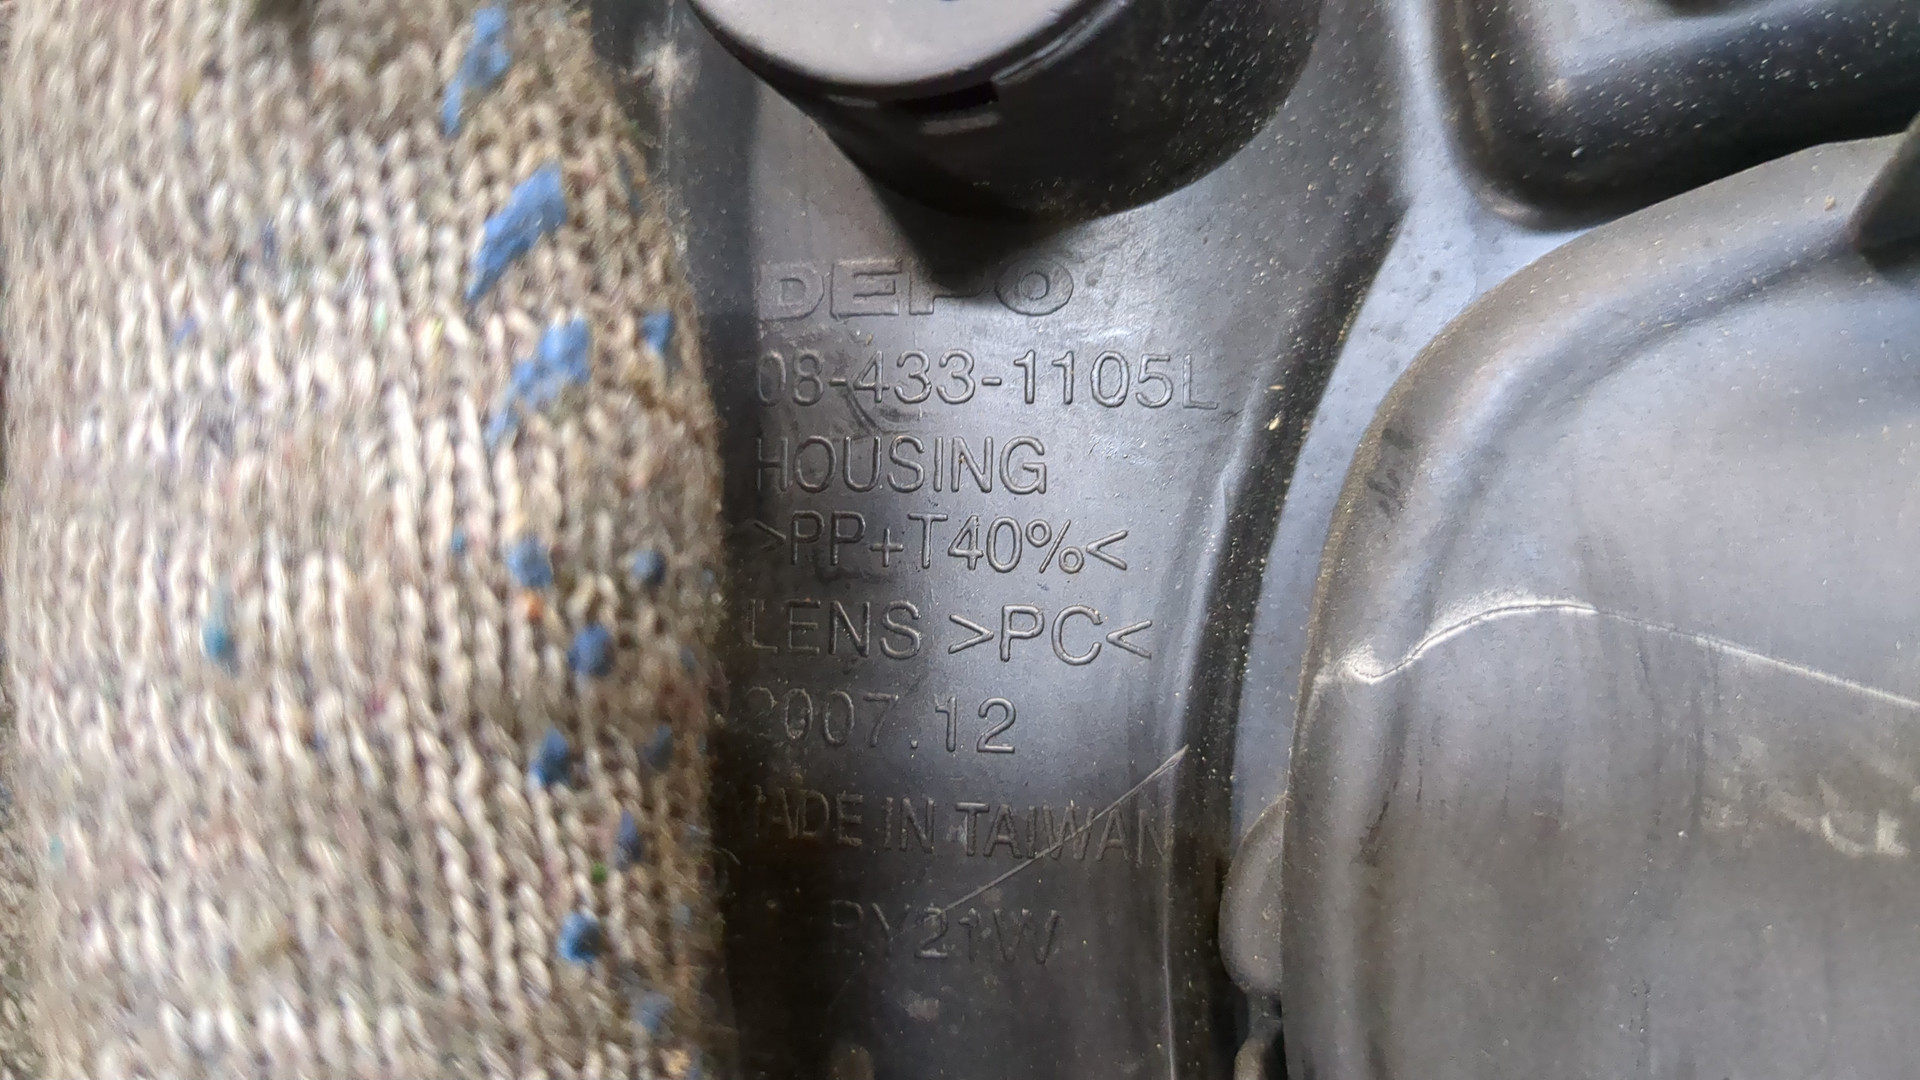 DEPO
08-433-1105L
HOUSING
>PP+T40%<
LENS >PC<
2007.12
MADE IN TAIWAN
PY21W